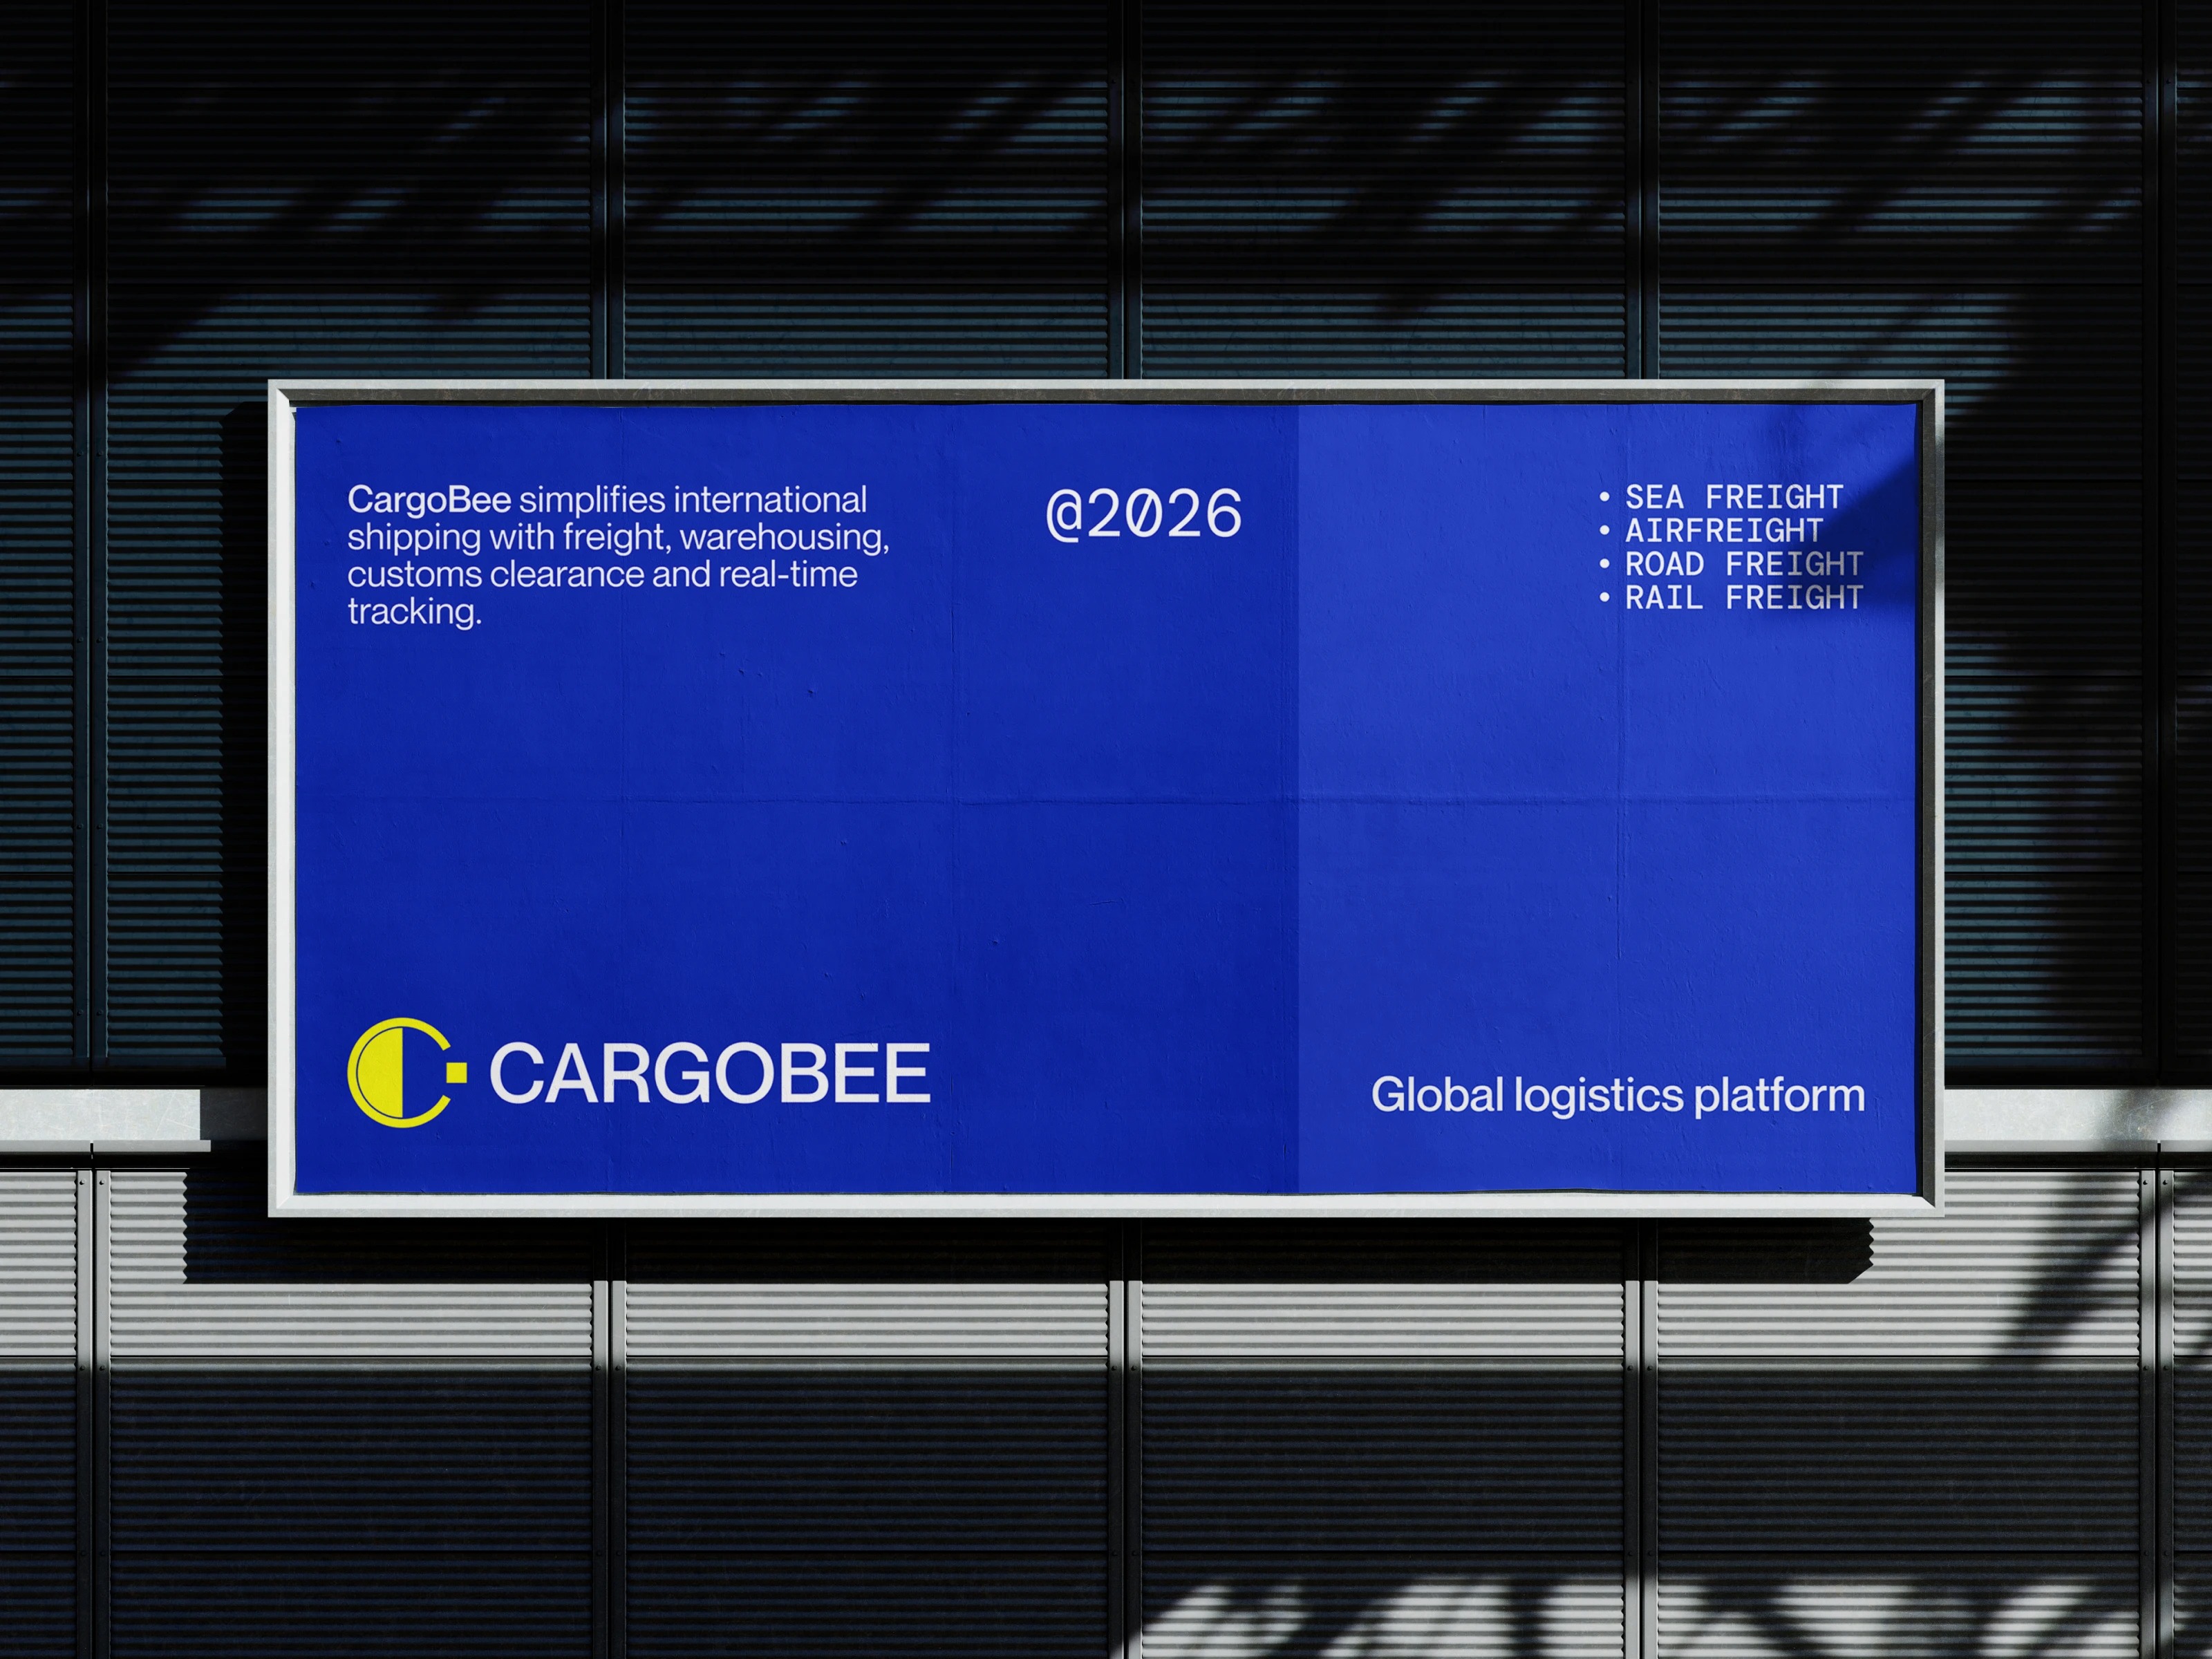 CargoBee simplifies international
shipping with freight, warehousing,
customs clearance and real-time
tracking.
@2026
• SEA FREIGHT
• AIRFREIGHT
• ROAD FREIGHT
• RAIL FREIGHT
CARGOBEE
Global logistics platform